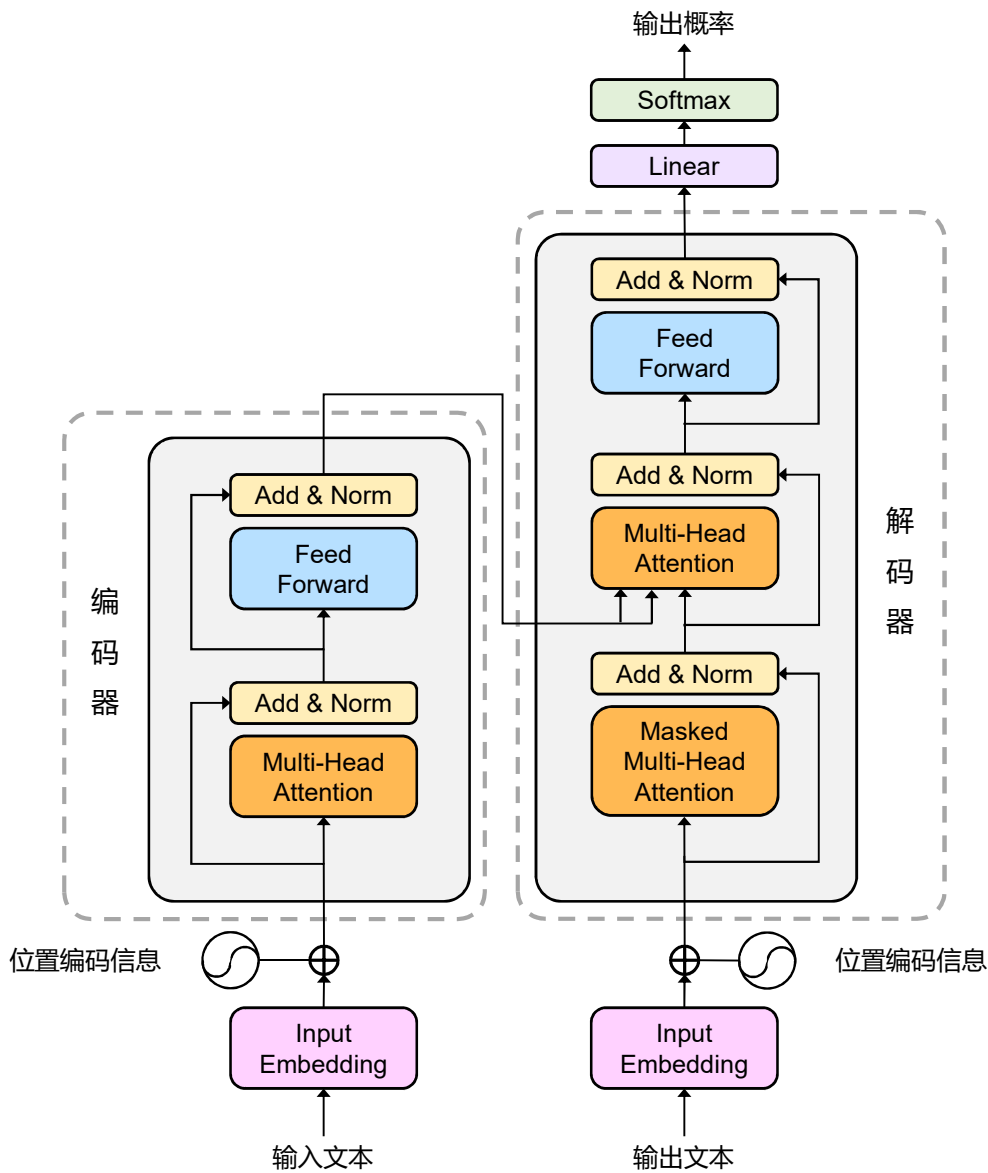 输出概率
Softmax
Linear
Add & Norm
Feed
Forward
Add & Norm
Multi-Head
Attention
Add & Norm
Masked
Multi-Head
Attention
解
码
器
Add & Norm
Feed
Forward
Add & Norm
Multi-Head
Attention
编
码
器
位置编码信息
位置编码信息
Input
Embedding
Input
Embedding
输入文本
输出文本